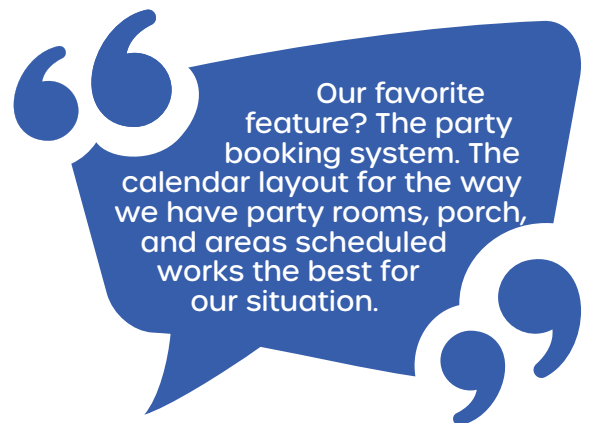 Our favorite
feature? The party
booking system. The
calendar layout for the way
we have party rooms, porch,
and areas scheduled
works the best for
our situation.